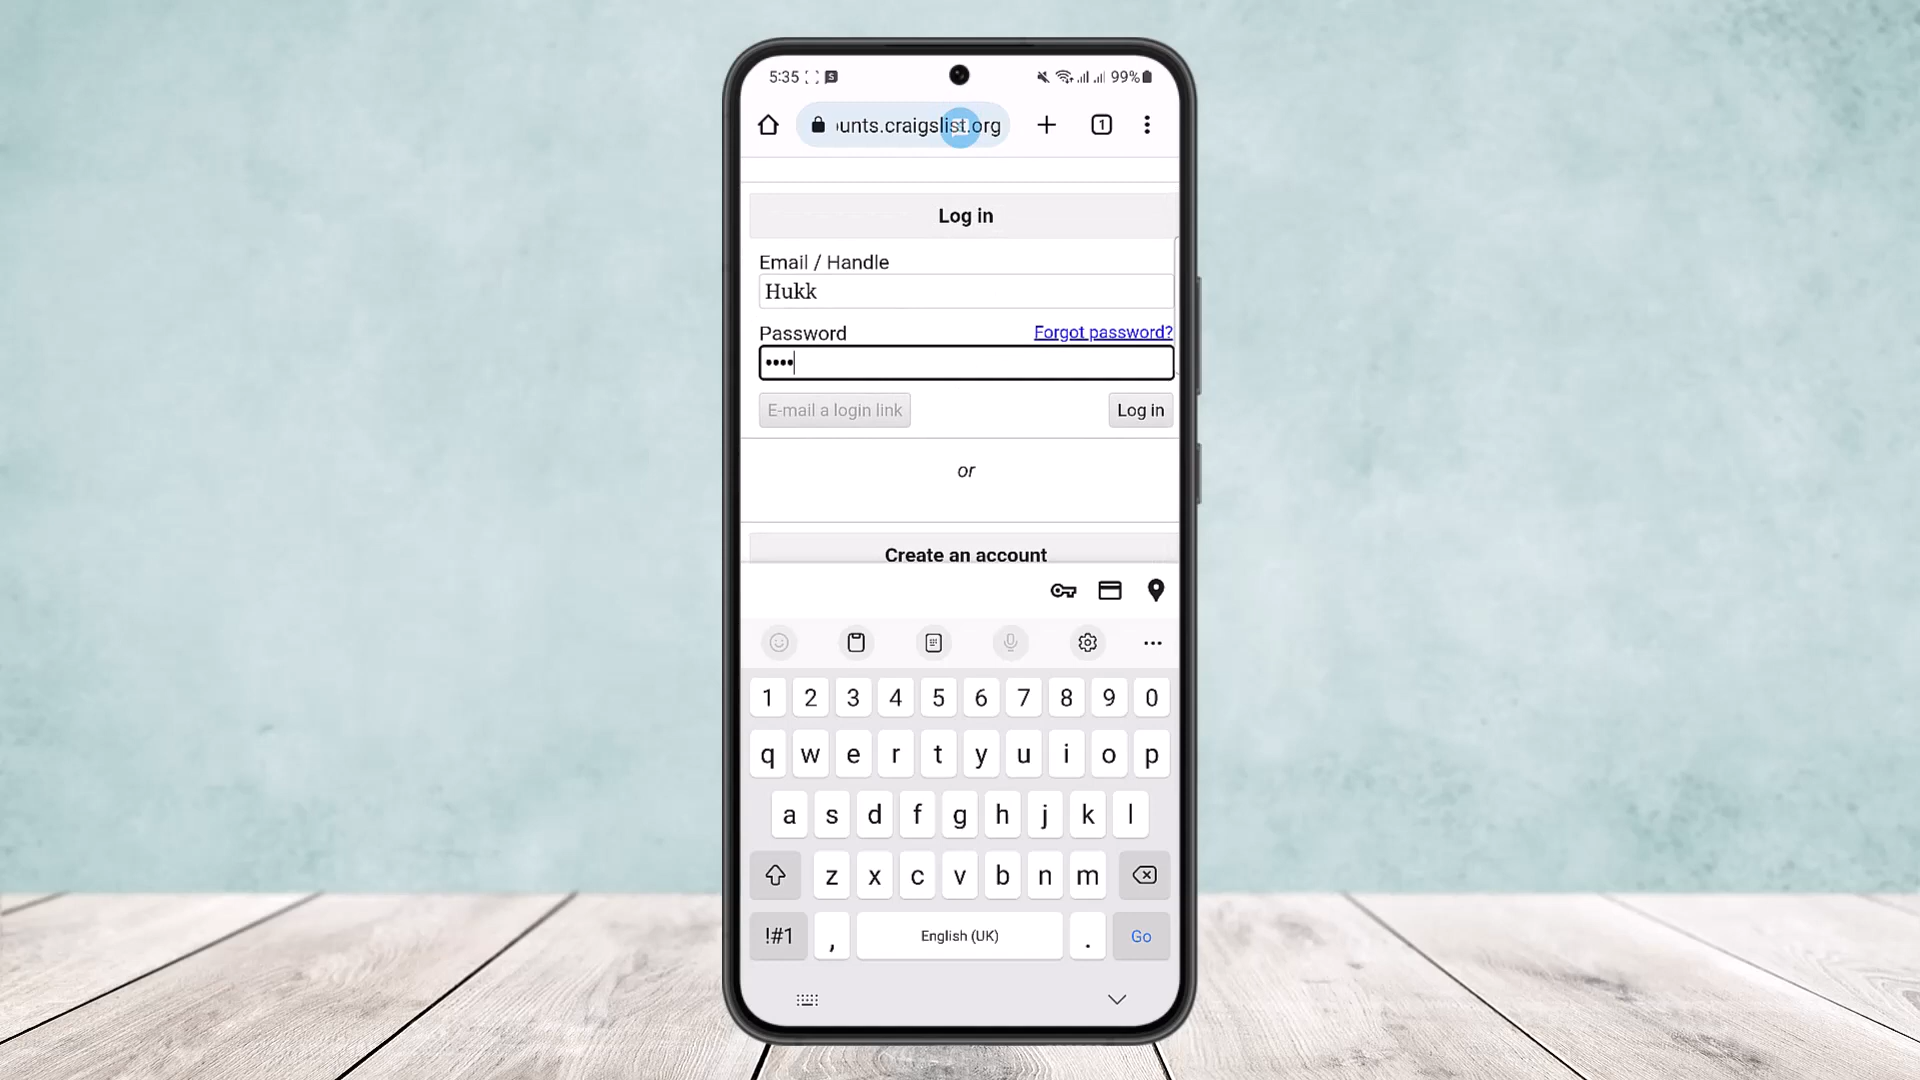 5:35 S 99%
unts.craigslist.org 1
Log in
Email / Handle
Hukk
Password Forgot password?
••••
E-mail a login link Log in
or
Create an account
1 2 3 4 5 6 7 8 9 0
q w e r t y u i o p
a s d f g h j k l
z x c v b n m
!#1 , English (UK) . Go